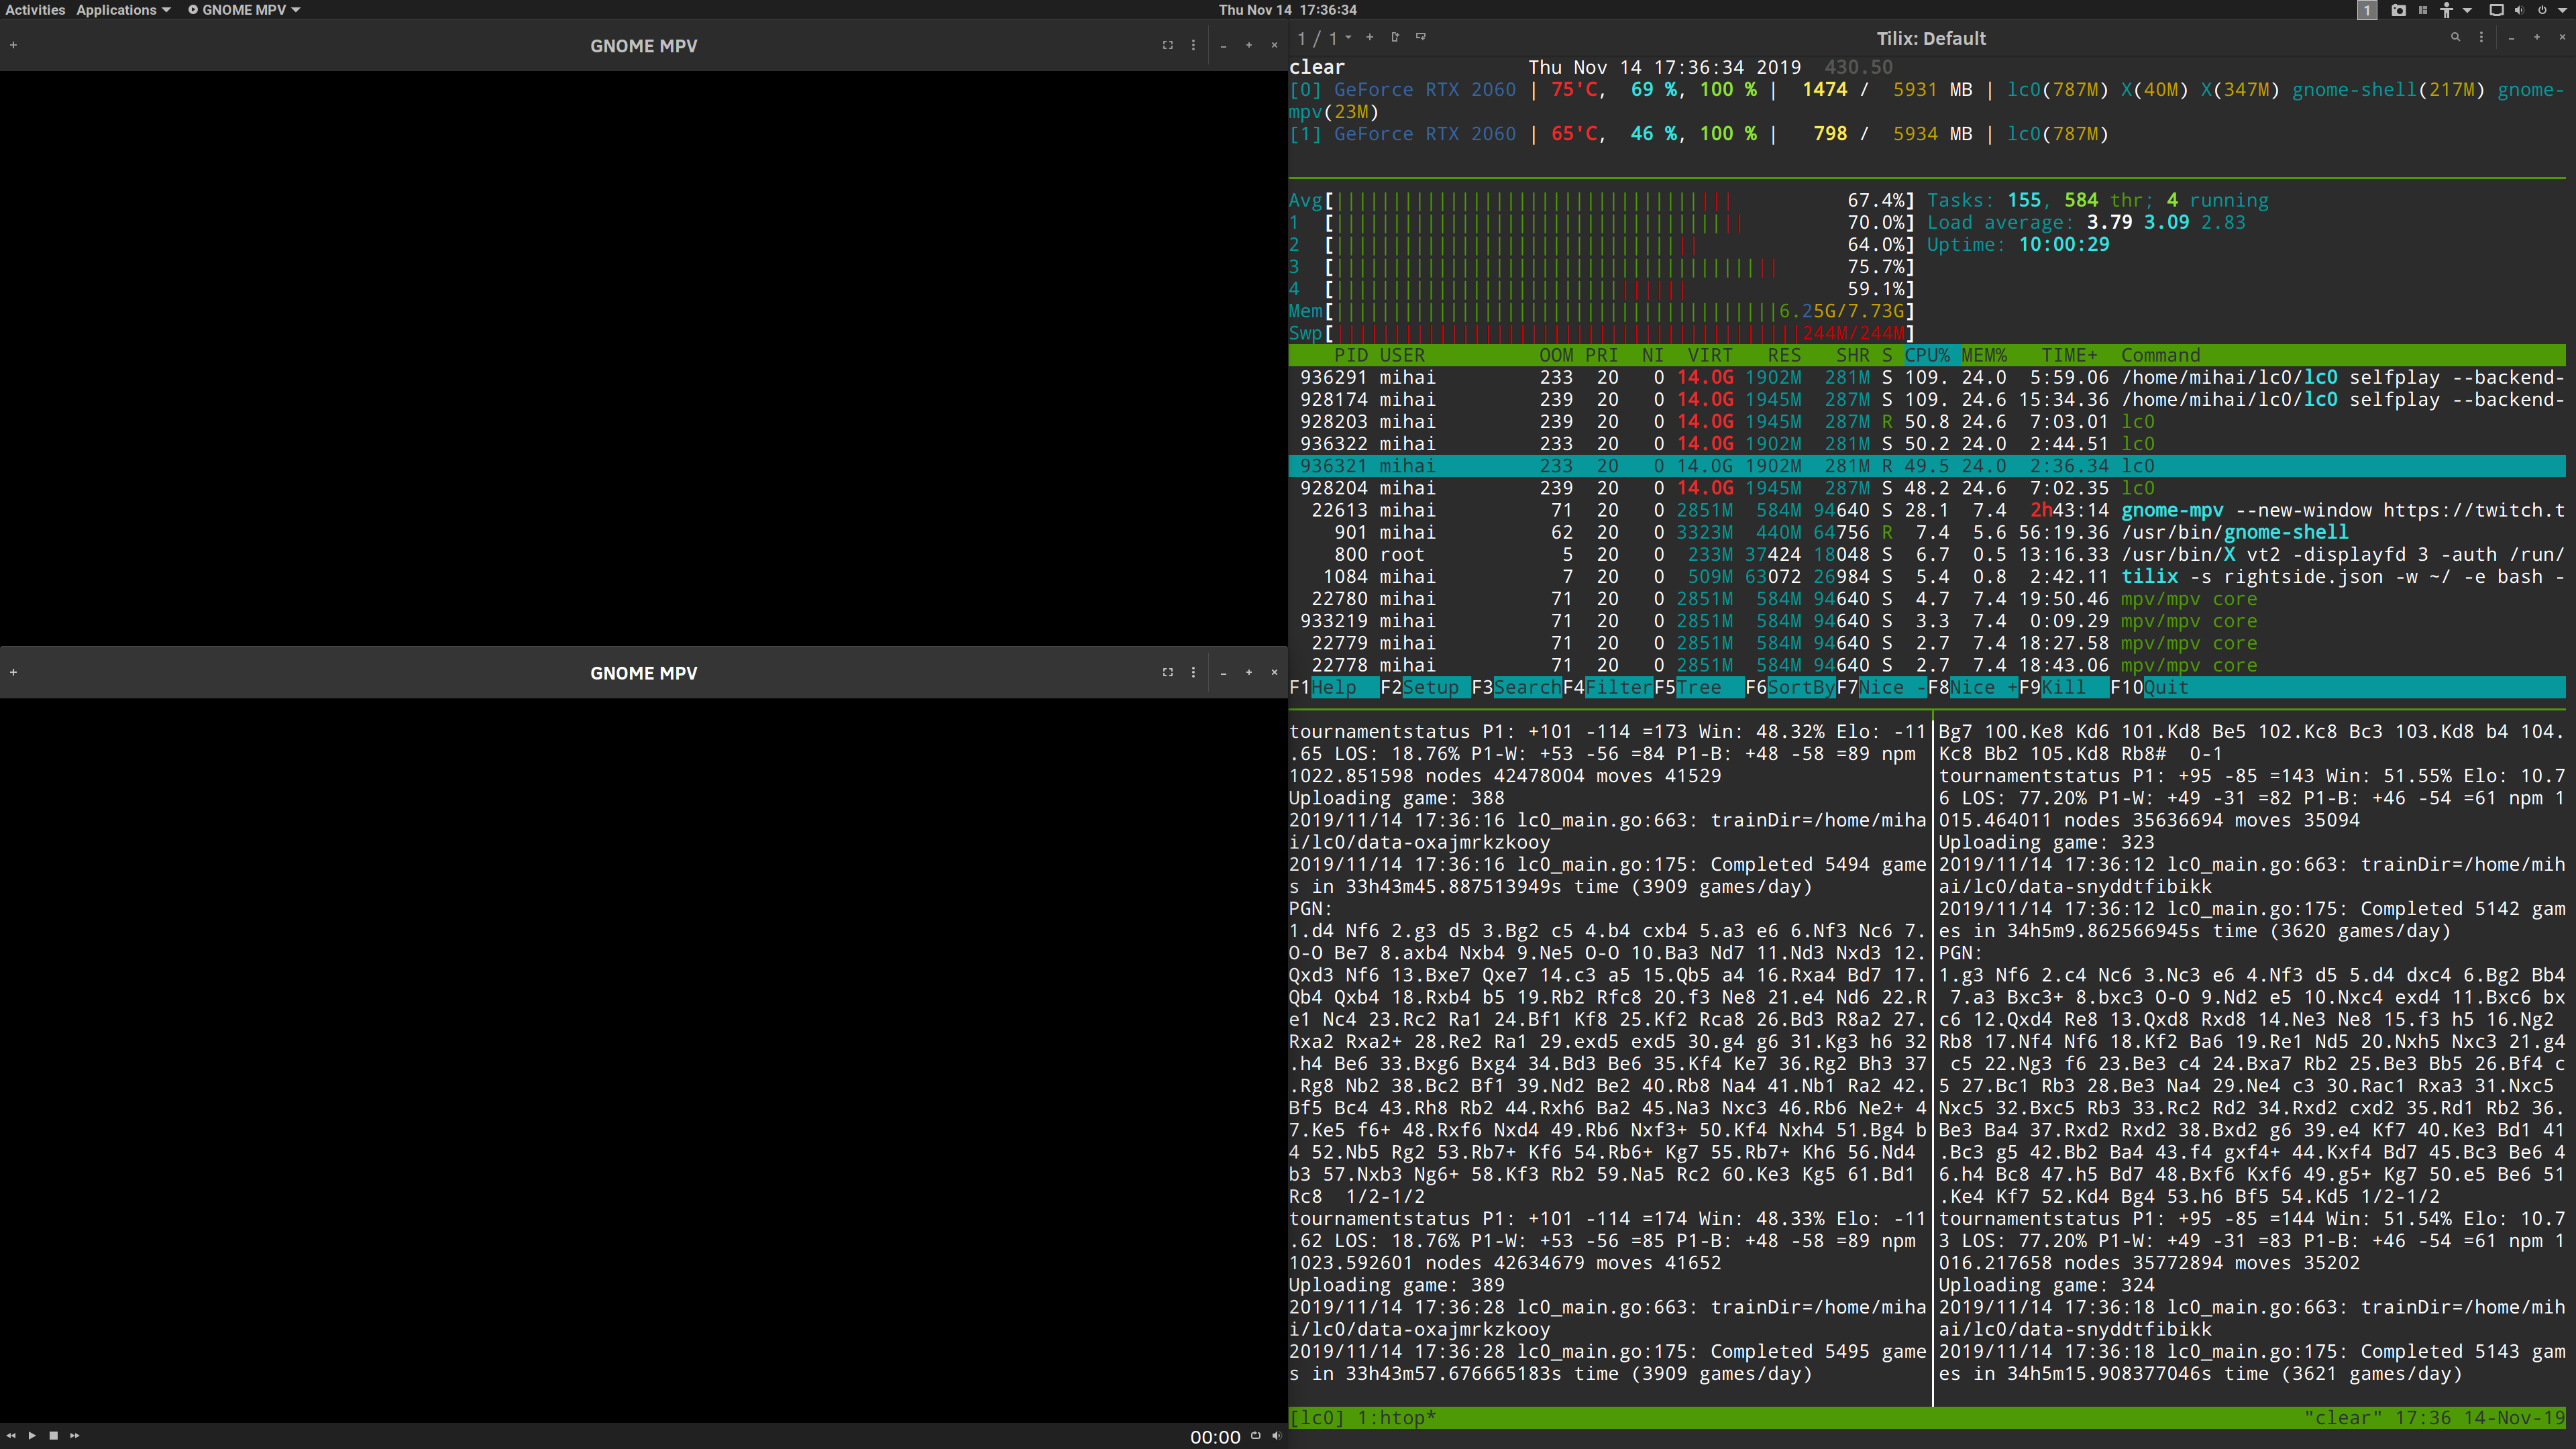 Activities Applications GNOME MPV Thu Nov 14 17:36:34 1
GNOME MPV
GNOME MPV
00:00
1 / 1 Tilix: Default
clear Thu Nov 14 17:36:34 2019 430.50
[0] GeForce RTX 2060 | 75'C, 69 %, 100 % | 1474 / 5931 MB | lc0(787M) X(40M) X(347M) gnome-shell(217M) gnome-
mpv(23M)
[1] GeForce RTX 2060 | 65'C, 46 %, 100 % | 798 / 5934 MB | lc0(787M)
Avg[ 67.4%] Tasks: 155, 584 thr; 4 running
1 [ 70.0%] Load average: 3.79 3.09 2.83
2 [ 64.0%] Uptime: 10:00:29
3 [ 75.7%]
4 [ 59.1%]
Mem[ 6.25G/7.73G]
Swp[ 244M/244M]
PID USER OOM PRI NI VIRT RES SHR S CPU% MEM% TIME+ Command
936291 mihai 233 20 0 14.0G 1902M 281M S 109. 24.0 5:59.06 /home/mihai/lc0/lc0 selfplay --backend-
928174 mihai 239 20 0 14.0G 1945M 287M S 109. 24.6 15:34.36 /home/mihai/lc0/lc0 selfplay --backend-
928203 mihai 239 20 0 14.0G 1945M 287M R 50.8 24.6 7:03.01 lc0
936322 mihai 233 20 0 14.0G 1902M 281M S 50.2 24.0 2:44.51 lc0
936321 mihai 233 20 0 14.0G 1902M 281M R 49.5 24.0 2:36.34 lc0
928204 mihai 239 20 0 14.0G 1945M 287M S 48.2 24.6 7:02.35 lc0
22613 mihai 71 20 0 2851M 584M 94640 S 28.1 7.4 2h43:14 gnome-mpv --new-window https://twitch.t
901 mihai 62 20 0 3323M 440M 64756 R 7.4 5.6 56:19.36 /usr/bin/gnome-shell
800 root 5 20 0 233M 37424 18048 S 6.7 0.5 13:16.33 /usr/bin/X vt2 -displayfd 3 -auth /run/
1084 mihai 7 20 0 509M 63072 26984 S 5.4 0.8 2:42.11 tilix -s rightside.json -w ~/ -e bash -
22780 mihai 71 20 0 2851M 584M 94640 S 4.7 7.4 19:50.46 mpv/mpv core
933219 mihai 71 20 0 2851M 584M 94640 S 3.3 7.4 0:09.29 mpv/mpv core
22779 mihai 71 20 0 2851M 584M 94640 S 2.7 7.4 18:27.58 mpv/mpv core
22778 mihai 71 20 0 2851M 584M 94640 S 2.7 7.4 18:43.06 mpv/mpv core
F1Help F2Setup F3SearchF4FilterF5Tree F6SortByF7Nice -F8Nice +F9Kill F10Quit
tournamentstatus P1: +101 -114 =173 Win: 48.32% Elo: -11
.65 LOS: 18.76% P1-W: +53 -56 =84 P1-B: +48 -58 =89 npm
1022.851598 nodes 42478004 moves 41529
Uploading game: 388
2019/11/14 17:36:16 lc0_main.go:663: trainDir=/home/miha
i/lc0/data-oxajmrkzkooy
2019/11/14 17:36:16 lc0_main.go:175: Completed 5494 game
s in 33h43m45.887513949s time (3909 games/day)
PGN:
1.d4 Nf6 2.g3 d5 3.Bg2 c5 4.b4 cxb4 5.a3 e6 6.Nf3 Nc6 7.
O-O Be7 8.axb4 Nxb4 9.Ne5 O-O 10.Ba3 Nd7 11.Nd3 Nxd3 12.
Qxd3 Nf6 13.Bxe7 Qxe7 14.c3 a5 15.Qb5 a4 16.Rxa4 Bd7 17.
Qb4 Qxb4 18.Rxb4 b5 19.Rb2 Rfc8 20.f3 Ne8 21.e4 Nd6 22.R
e1 Nc4 23.Rc2 Ra1 24.Bf1 Kf8 25.Kf2 Rca8 26.Bd3 R8a2 27.
Rxa2 Rxa2+ 28.Re2 Ra1 29.exd5 exd5 30.g4 g6 31.Kg3 h6 32
.h4 Be6 33.Bxg6 Bxg4 34.Bd3 Be6 35.Kf4 Ke7 36.Rg2 Bh3 37
.Rg8 Nb2 38.Bc2 Bf1 39.Nd2 Be2 40.Rb8 Na4 41.Nb1 Ra2 42.
Bf5 Bc4 43.Rh8 Rb2 44.Rxh6 Ba2 45.Na3 Nxc3 46.Rb6 Ne2+ 4
7.Ke5 f6+ 48.Rxf6 Nxd4 49.Rb6 Nxf3+ 50.Kf4 Nxh4 51.Bg4 b
4 52.Nb5 Rg2 53.Rb7+ Kf6 54.Rb6+ Kg7 55.Rb7+ Kh6 56.Nd4
b3 57.Nxb3 Ng6+ 58.Kf3 Rb2 59.Na5 Rc2 60.Ke3 Kg5 61.Bd1
Rc8 1/2-1/2
tournamentstatus P1: +101 -114 =174 Win: 48.33% Elo: -11
.62 LOS: 18.76% P1-W: +53 -56 =85 P1-B: +48 -58 =89 npm
1023.592601 nodes 42634679 moves 41652
Uploading game: 389
2019/11/14 17:36:28 lc0_main.go:663: trainDir=/home/miha
i/lc0/data-oxajmrkzkooy
2019/11/14 17:36:28 lc0_main.go:175: Completed 5495 game
s in 33h43m57.676665183s time (3909 games/day)
Bg7 100.Ke8 Kd6 101.Kd8 Be5 102.Kc8 Bc3 103.Kd8 b4 104.
Kc8 Bb2 105.Kd8 Rb8# 0-1
tournamentstatus P1: +95 -85 =143 Win: 51.55% Elo: 10.7
6 LOS: 77.20% P1-W: +49 -31 =82 P1-B: +46 -54 =61 npm 1
015.464011 nodes 35636694 moves 35094
Uploading game: 323
2019/11/14 17:36:12 lc0_main.go:663: trainDir=/home/mih
ai/lc0/data-snyddtfibikk
2019/11/14 17:36:12 lc0_main.go:175: Completed 5142 gam
es in 34h5m9.862566945s time (3620 games/day)
PGN:
1.g3 Nf6 2.c4 Nc6 3.Nc3 e6 4.Nf3 d5 5.d4 dxc4 6.Bg2 Bb4
7.a3 Bxc3+ 8.bxc3 O-O 9.Nd2 e5 10.Nxc4 exd4 11.Bxc6 bx
c6 12.Qxd4 Re8 13.Qxd8 Rxd8 14.Ne3 Ne8 15.f3 h5 16.Ng2
Rb8 17.Nf4 Nf6 18.Kf2 Ba6 19.Re1 Nd5 20.Nxh5 Nxc3 21.g4
c5 22.Ng3 f6 23.Be3 c4 24.Bxa7 Rb2 25.Be3 Bb5 26.Bf4 c
5 27.Bc1 Rb3 28.Be3 Na4 29.Ne4 c3 30.Rac1 Rxa3 31.Nxc5
Nxc5 32.Bxc5 Rb3 33.Rc2 Rd2 34.Rxd2 cxd2 35.Rd1 Rb2 36.
Be3 Ba4 37.Rxd2 Rxd2 38.Bxd2 g6 39.e4 Kf7 40.Ke3 Bd1 41
.Bc3 g5 42.Bb2 Ba4 43.f4 gxf4+ 44.Kxf4 Bd7 45.Bc3 Be6 4
6.h4 Bc8 47.h5 Bd7 48.Bxf6 Kxf6 49.g5+ Kg7 50.e5 Be6 51
.Ke4 Kf7 52.Kd4 Bg4 53.h6 Bf5 54.Kd5 1/2-1/2
tournamentstatus P1: +95 -85 =144 Win: 51.54% Elo: 10.7
3 LOS: 77.20% P1-W: +49 -31 =83 P1-B: +46 -54 =61 npm 1
016.217658 nodes 35772894 moves 35202
Uploading game: 324
2019/11/14 17:36:18 lc0_main.go:663: trainDir=/home/mih
ai/lc0/data-snyddtfibikk
2019/11/14 17:36:18 lc0_main.go:175: Completed 5143 gam
es in 34h5m15.908377046s time (3621 games/day)
[lc0] 1:htop* "clear" 17:36 14-Nov-19